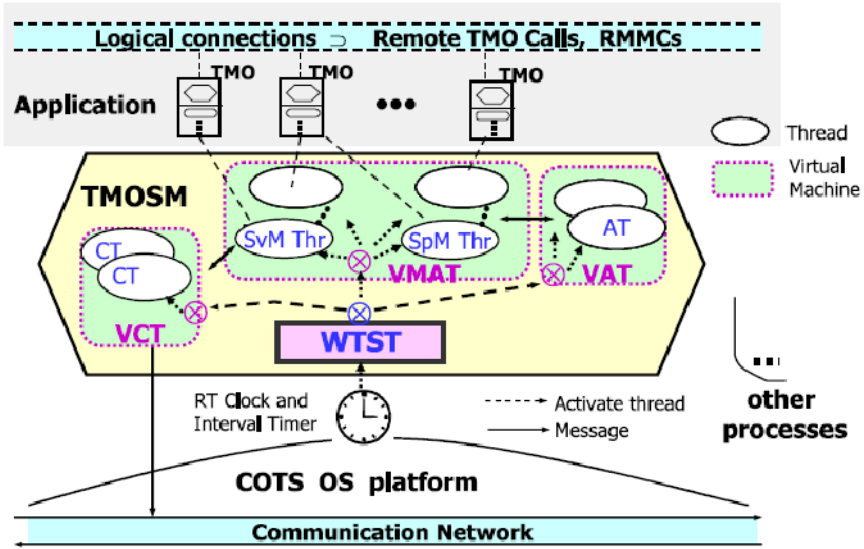 Logical connections ⊃ Remote TMO Calls, RMMCs
TMO
TMO
TMO
Application
•••
Thread
Virtual
Machine
TMOSM
SvM Thr
SpM Thr
AT
CT
CT
VMAT
VAT
VCT
WTST
RT Clock and
Interval Timer
Activate thread
Message
other
processes
COTS OS platform
Communication Network